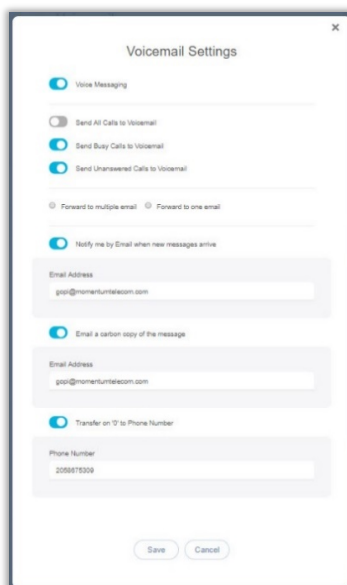 Voicemail Settings
Voice Messaging
Send All Calls to Voicemail
Send Busy Calls to Voicemail
Send Unanswered Calls to Voicemail
Forward to multiple email Forward to one email
Notify me by Email when new messages arrive
Email Address
gopi@momentumtelecom.com
Email a carbon copy of the message
Email Address
gopi@momentumtelecom.com
Transfer on '0' to Phone Number
Phone Number
2058675309
Save Cancel